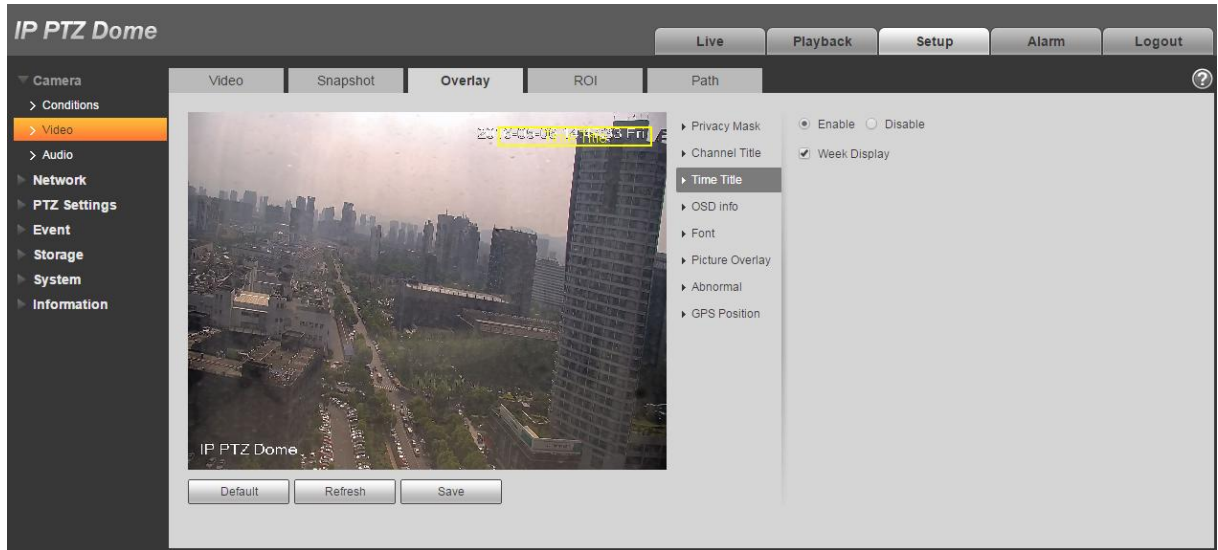 IP PTZ Dome
Live Playback Setup Alarm Logout
Camera
Conditions
Video
Audio
Network
PTZ Settings
Event
Storage
System
Information
Video Snapshot Overlay ROI Path
?
Fri
IP PTZ Dome
Default Refresh Save
Privacy Mask
Channel Title
Time Title
OSD info
Font
Picture Overlay
Abnormal
GPS Position
Enable Disable
Week Display